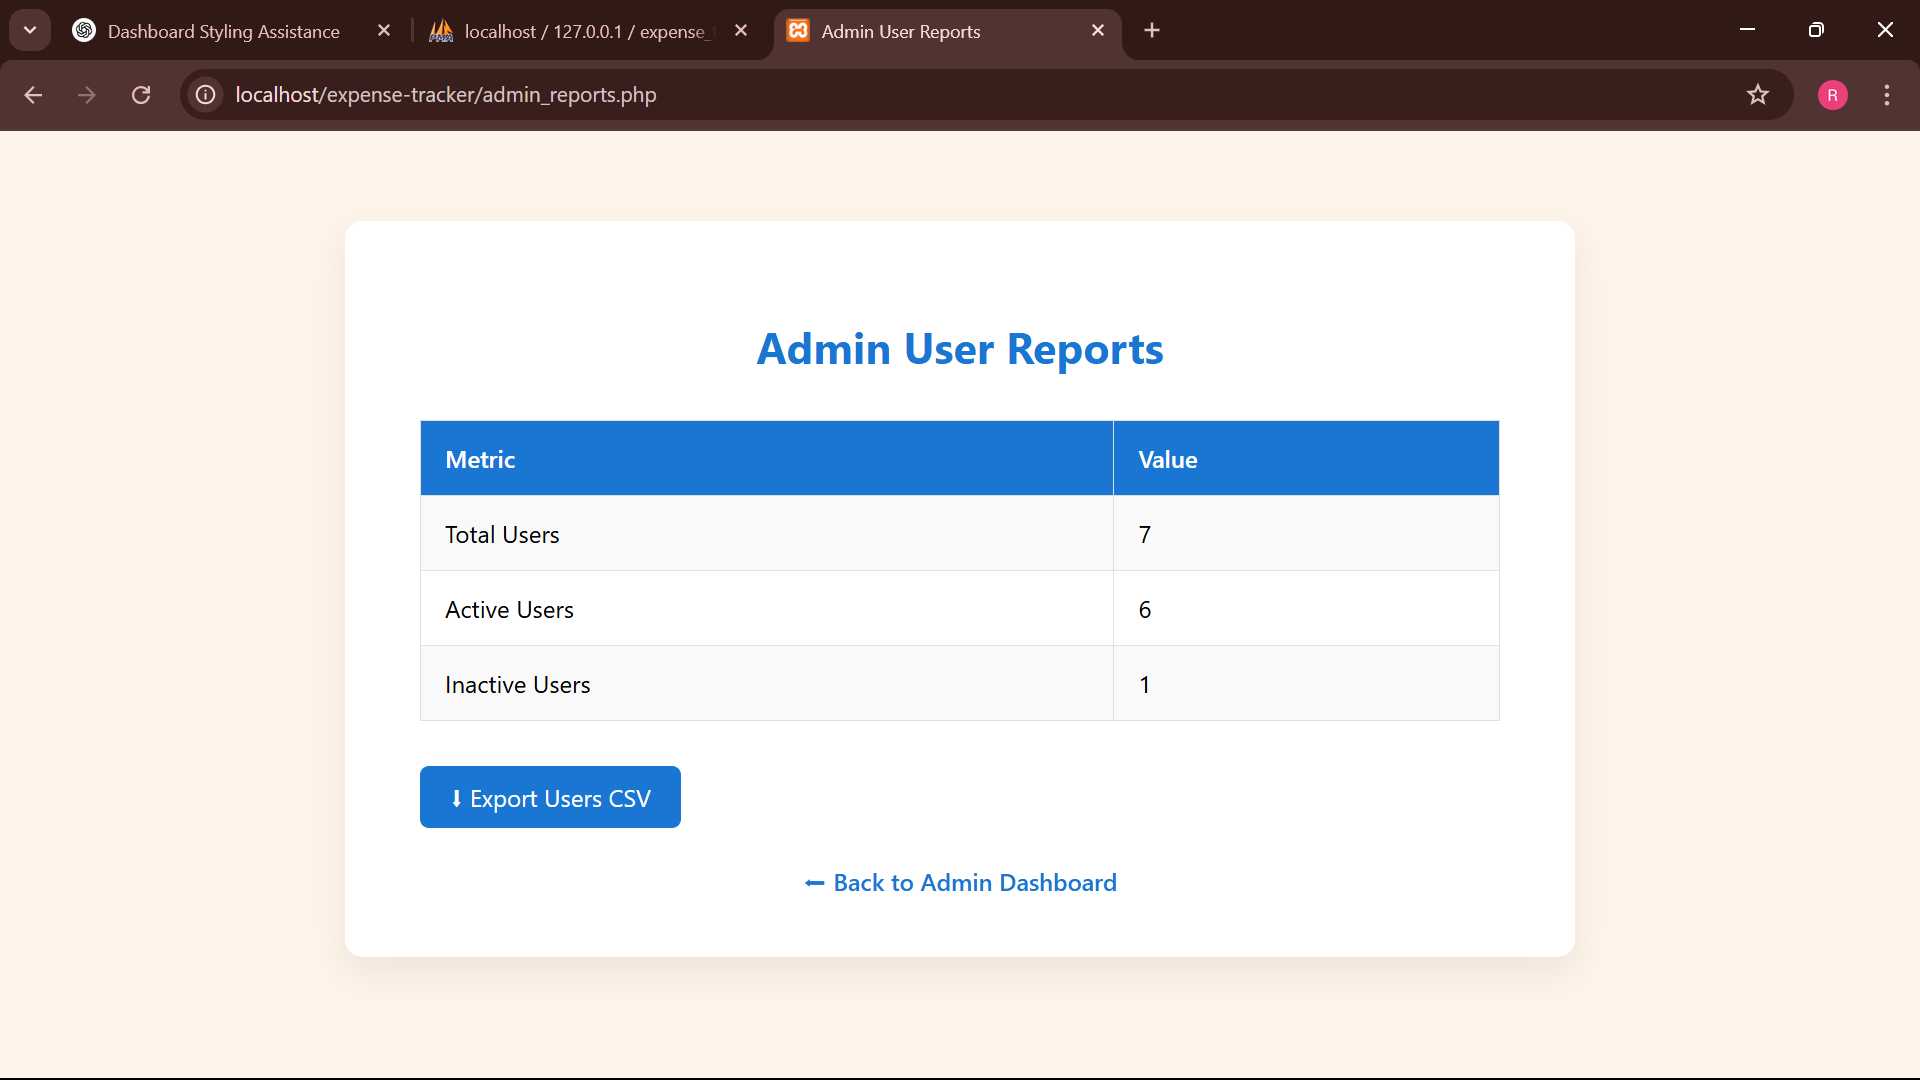 Dashboard Styling Assistance
localhost / 127.0.0.1 / expense_
Admin User Reports
localhost/expense-tracker/admin_reports.php
R
Admin User Reports
Metric Value
Total Users 7
Active Users 6
Inactive Users 1
⬇ Export Users CSV
⬅ Back to Admin Dashboard